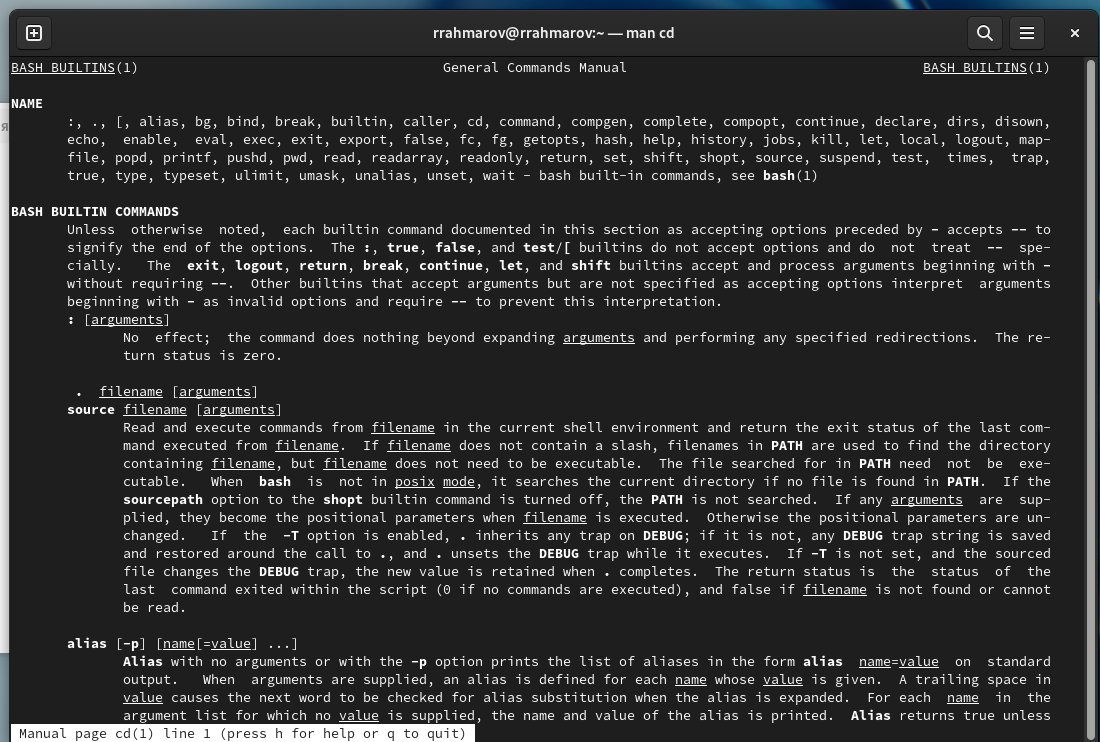 rrahmarov@rrahmarov:~ — man cd
BASH BUILTINS(1) General Commands Manual BASH BUILTINS(1)
NAME
:, ., [, alias, bg, bind, break, builtin, caller, cd, command, compgen, complete, compopt, continue, declare, dirs, disown,
echo, enable, eval, exec, exit, export, false, fc, fg, getopts, hash, help, history, jobs, kill, let, local, logout, map-
file, popd, printf, pushd, pwd, read, readarray, readonly, return, set, shift, shopt, source, suspend, test, times, trap,
true, type, typeset, ulimit, umask, unalias, unset, wait - bash built-in commands, see bash(1)
BASH BUILTIN COMMANDS
Unless otherwise noted, each builtin command documented in this section as accepting options preceded by - accepts -- to
signify the end of the options. The :, true, false, and test/[ builtins do not accept options and do not treat -- spe-
cially. The exit, logout, return, break, continue, let, and shift builtins accept and process arguments beginning with -
without requiring --. Other builtins that accept arguments but are not specified as accepting options interpret arguments
beginning with - as invalid options and require -- to prevent this interpretation.
: [arguments]
No effect; the command does nothing beyond expanding arguments and performing any specified redirections. The re-
turn status is zero.
. filename [arguments]
source filename [arguments]
Read and execute commands from filename in the current shell environment and return the exit status of the last com-
mand executed from filename. If filename does not contain a slash, filenames in PATH are used to find the directory
containing filename, but filename does not need to be executable. The file searched for in PATH need not be exe-
cutable. When bash is not in posix mode, it searches the current directory if no file is found in PATH. If the
sourcepath option to the shopt builtin command is turned off, the PATH is not searched. If any arguments are sup-
plied, they become the positional parameters when filename is executed. Otherwise the positional parameters are un-
changed. If the -T option is enabled, . inherits any trap on DEBUG; if it is not, any DEBUG trap string is saved
and restored around the call to ., and . unsets the DEBUG trap while it executes. If -T is not set, and the sourced
file changes the DEBUG trap, the new value is retained when . completes. The return status is the status of the
last command exited within the script (0 if no commands are executed), and false if filename is not found or cannot
be read.
alias [-p] [name[=value] ...]
Alias with no arguments or with the -p option prints the list of aliases in the form alias name=value on standard
output. When arguments are supplied, an alias is defined for each name whose value is given. A trailing space in
value causes the next word to be checked for alias substitution when the alias is expanded. For each name in the
argument list for which no value is supplied, the name and value of the alias is printed. Alias returns true unless
Manual page cd(1) line 1 (press h for help or q to quit)